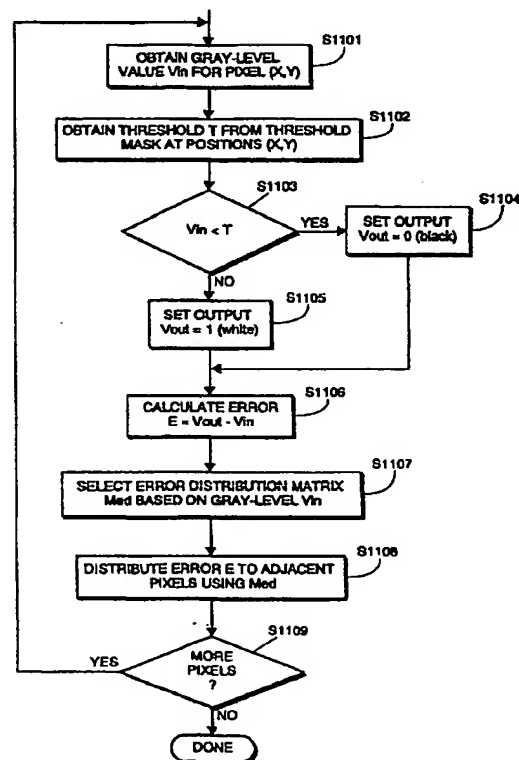 S1101
OBTAIN GRAY-LEVEL
VALUE Vin FOR PIXEL (X,Y)
S1102
OBTAIN THRESHOLD T FROM THRESHOLD
MASK AT POSITIONS (X,Y)
S1103
Vin < T
YES
S1104
SET OUTPUT
Vout = 0 (black)
NO
S1105
SET OUTPUT
Vout = 1 (white)
S1106
CALCULATE ERROR
E = Vout - Vin
S1107
SELECT ERROR DISTRIBUTION MATRIX
Med BASED ON GRAY-LEVEL Vin
S1108
DISTRIBUTE ERROR E TO ADJACENT
PIXELS USING Med
S1109
YES
MORE
PIXELS
?
NO
DONE